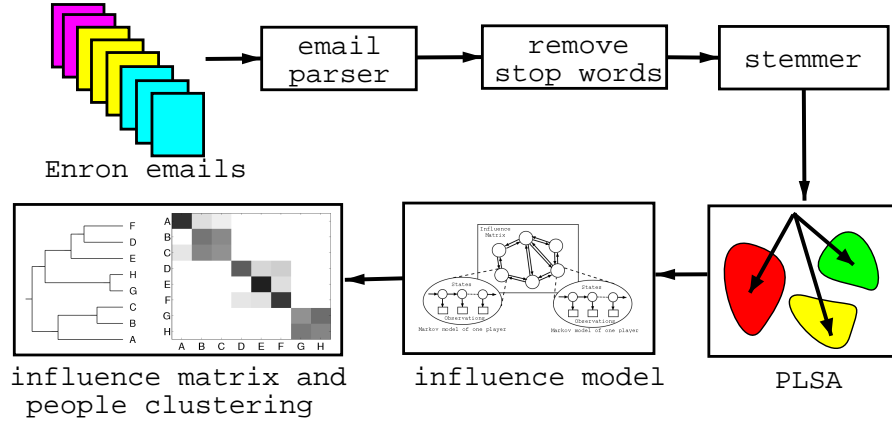 email
parser
remove
stop words
stemmer
Enron emails
F
D
E
H
G
C
B
A
A
B
C
D
E
F
G
H
A B C D E F G H
influence matrix and
people clustering
Influence
Matrix
States
Observations
Markov model of one player
States
Observations
Markov model of one player
influence model
PLSA